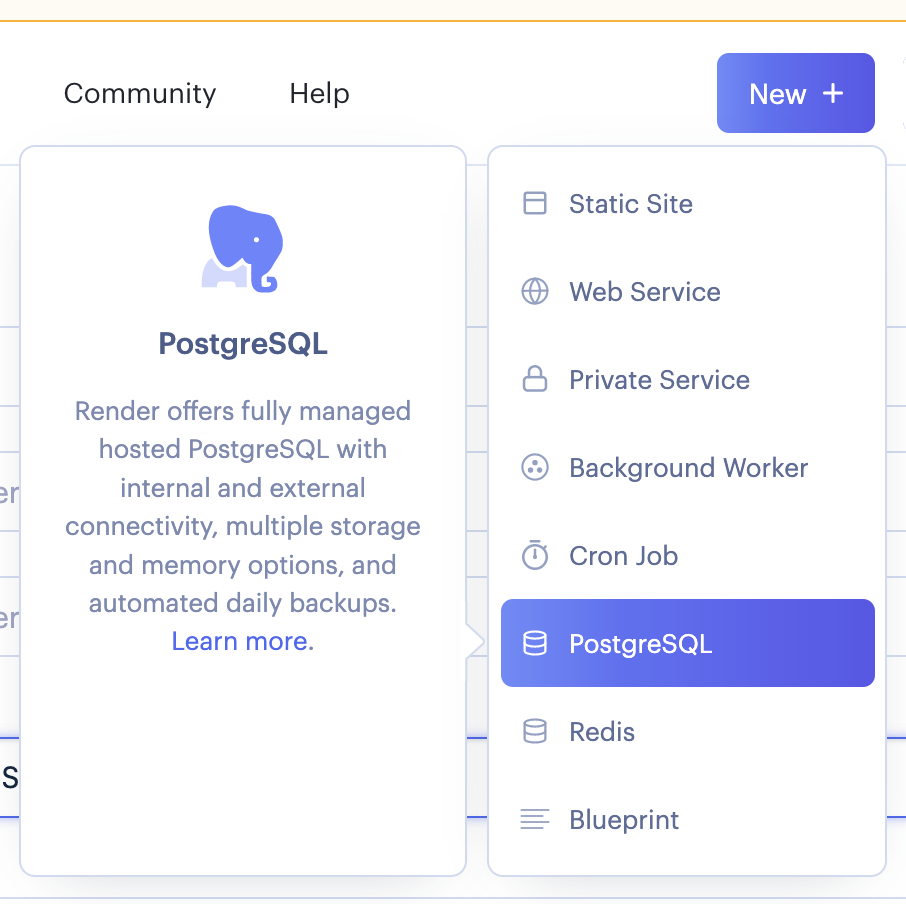 Community
Help
New +
PostgreSQL
Render offers fully managed
hosted PostgreSQL with
internal and external
connectivity, multiple storage
and memory options, and
automated daily backups.
Learn more.
Static Site
Web Service
Private Service
Background Worker
Cron Job
PostgreSQL
Redis
Blueprint